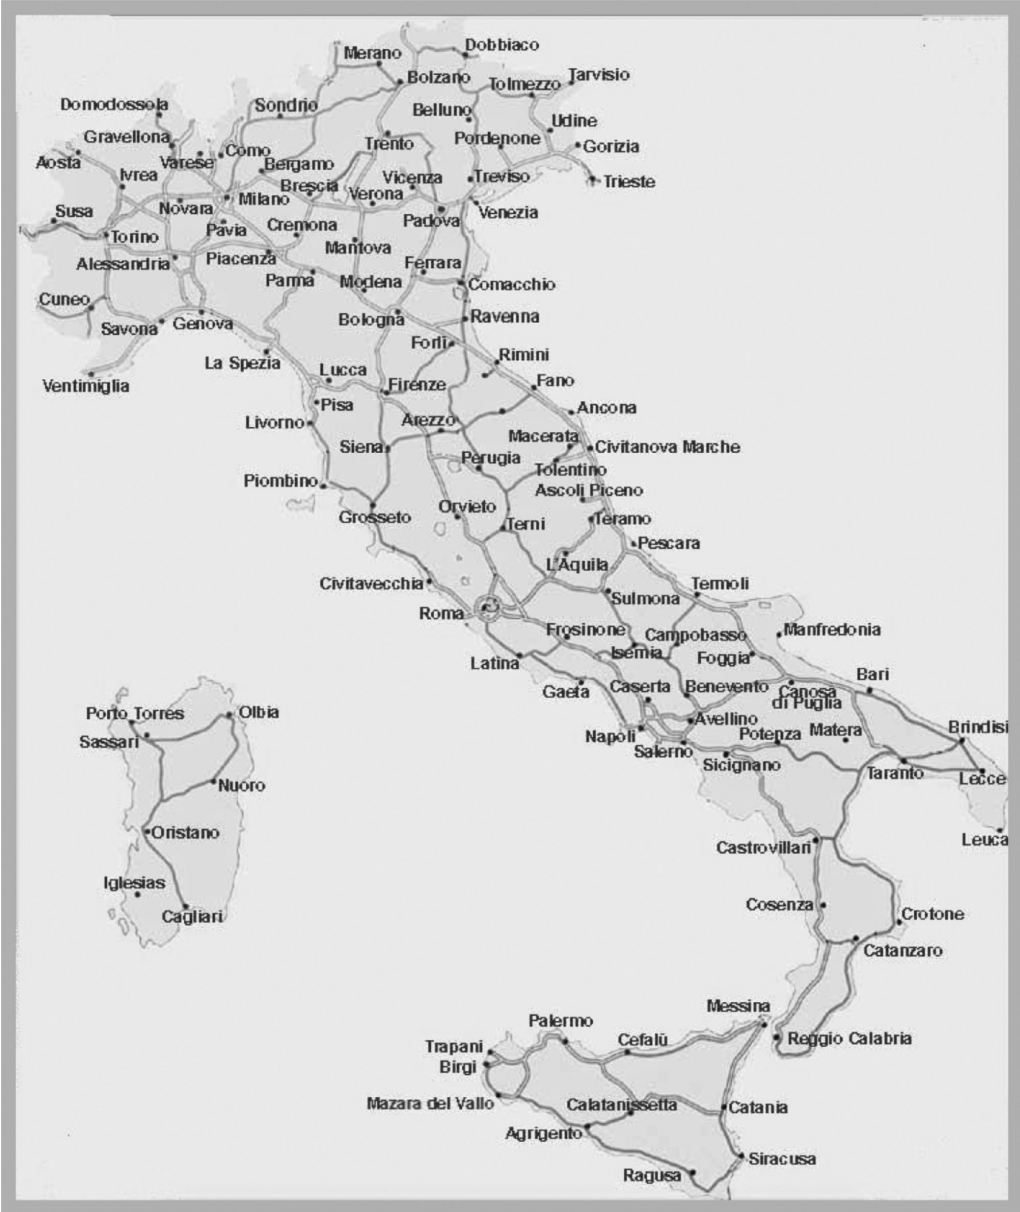 Dobbiaco
Merano
Bolzano
Tarvisio
Tolmezzo
Domodossola
Sondrio
Belluno
Udine
Gravellona
Trento
Pordenone
Gorizia
Aosta
Varese
Como
Bergamo
Ivrea
Brescia
Vicenza
Treviso
Trieste
Verona
Novara
Milano
Susa
Padova
Venezia
Torino
Pavia
Cremona
Mantova
Alessandria
Piacenza
Ferrara
Parma
Modena
Comacchio
Cuneo
Savona
Genova
Bologna
Ravenna
Forlì
Rimini
La Spezia
Lucca
Ventimiglia
Firenze
Fano
Pisa
Ancona
Livorno
Arezzo
Macerata
Siena
Civitanova Marche
Perugia
Tolentino
Piombino
Ascoli Piceno
Grosseto
Orvieto
Terni
Teramo
Pescara
L'Aquila
Civitavecchia
Termoli
Sulmona
Roma
Frosinone
Campobasso
Manfredonia
Isernia
Foggia
Latina
Gaeta
Caserta
Benevento
Canosa
di Puglia
Bari
Porto Torres
Olbia
Avellino
Sassari
Napoli
Potenza
Matera
Brindisi
Salerno
Sicignano
Taranto
Lecce
Nuoro
Oristano
Castrovillari
Leuca
Iglesias
Cosenza
Cagliari
Crotone
Catanzaro
Messina
Palermo
Cefalù
Reggio Calabria
Trapani
Birgi
Mazara del Vallo
Calatanissetta
Catania
Agrigento
Siracusa
Ragusa